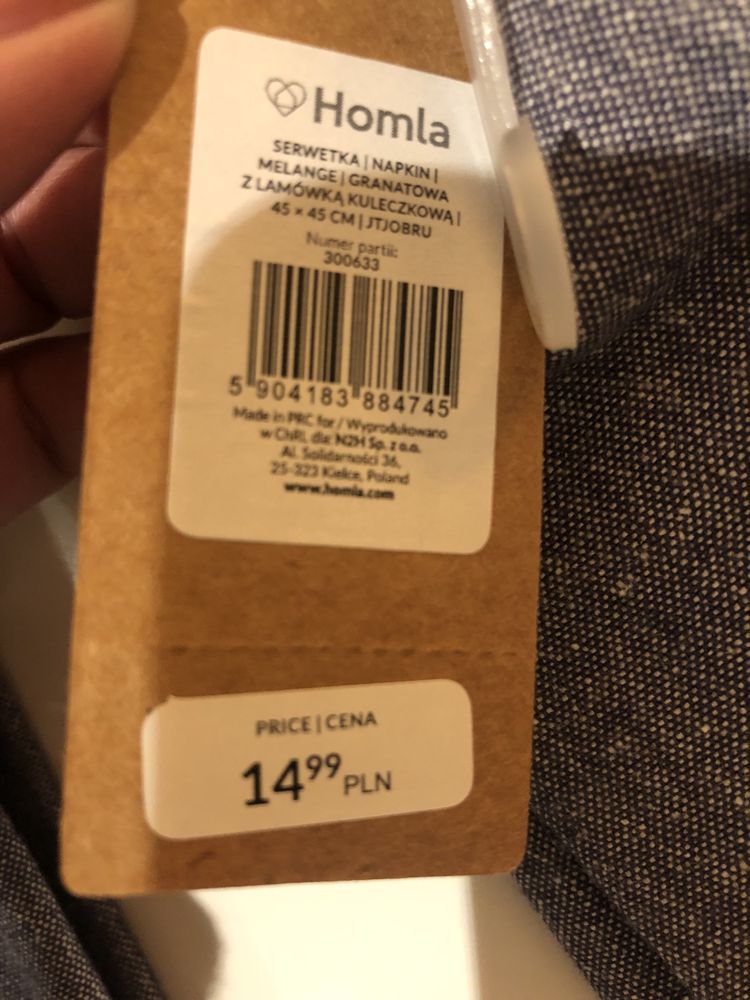 Homla
SERWETKA | NAPKIN |
MELANGE | GRANATOWA
Z LAMÓWKĄ KULECZKOWĄ |
45 × 45 CM | JTJOBRU
Numer partii:
300633
5 904183 884745
Made in PRC for / Wyprodukowano
w ChRL dla: N2H Sp. z o.o.
Al. Solidarności 36,
25-323 Kielce, Poland
www.homla.com
PRICE | CENA
14⁹⁹ PLN